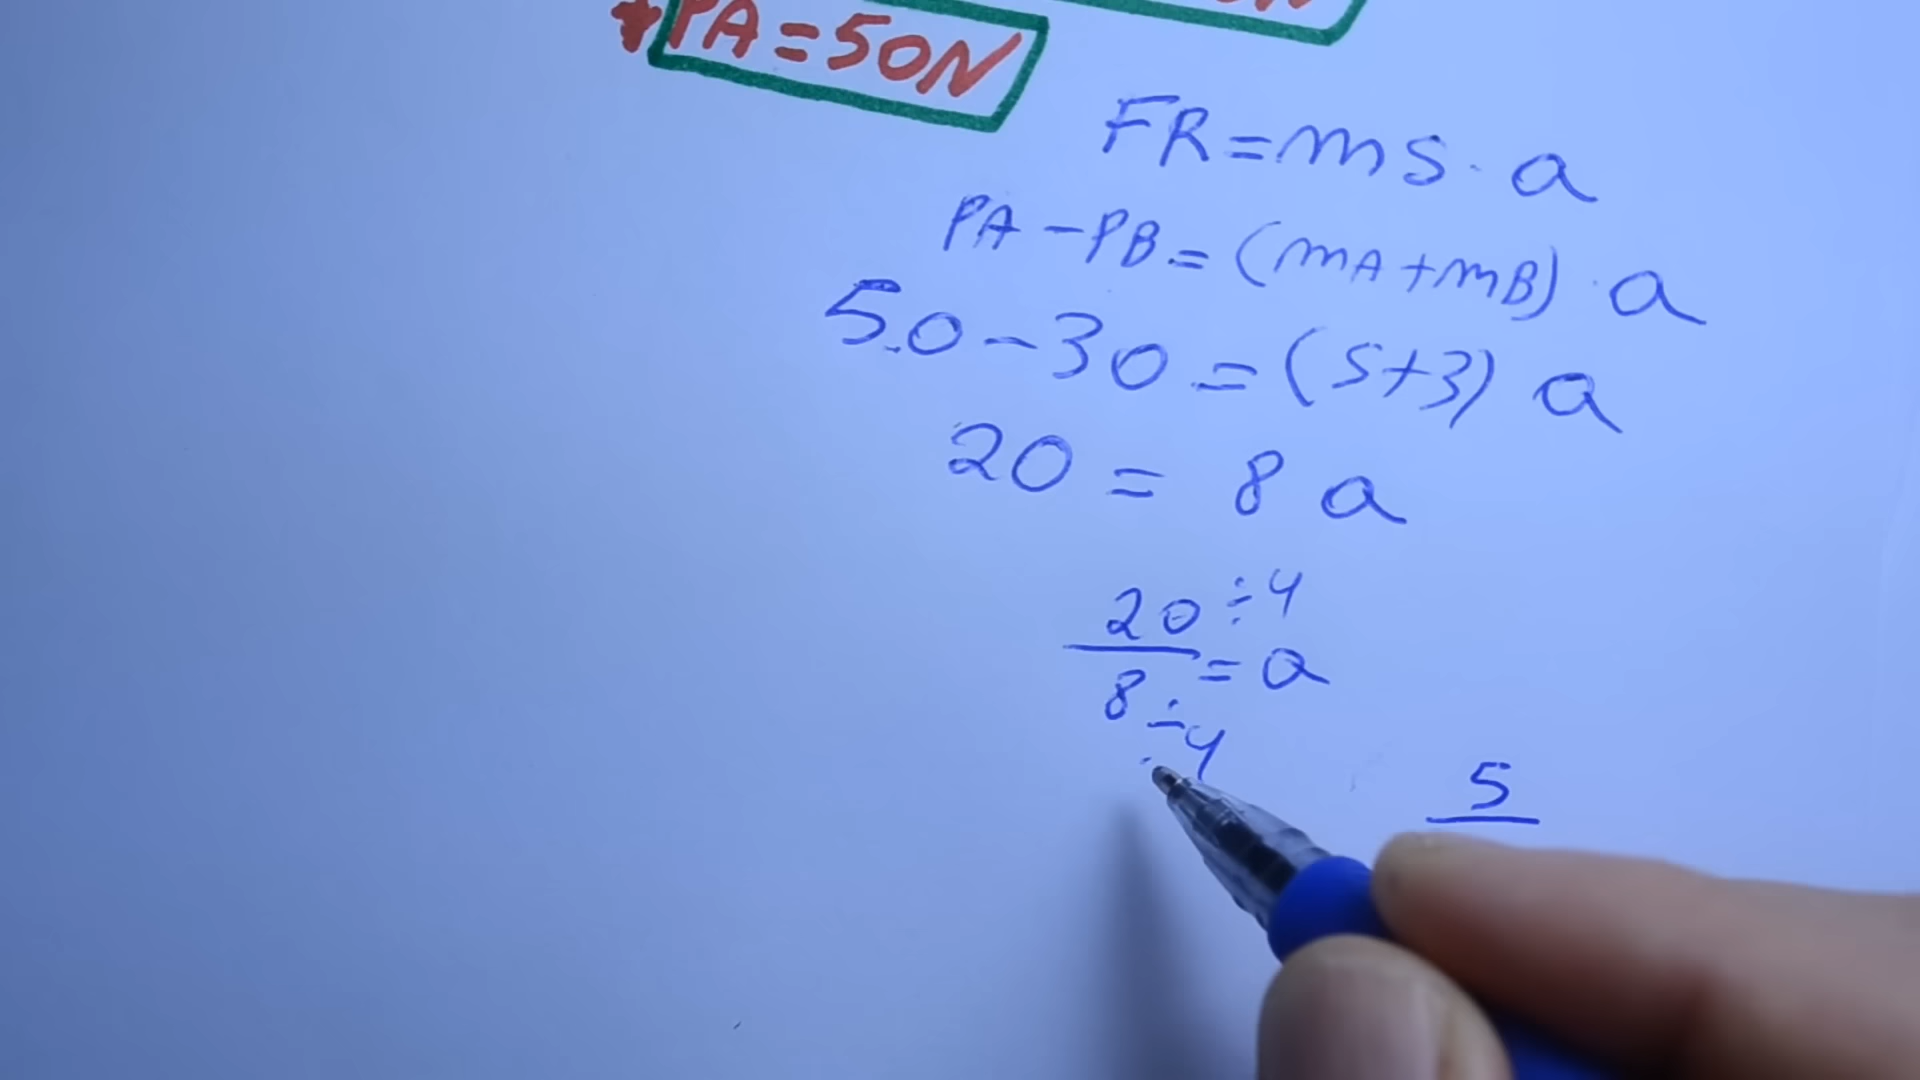 PA=50N
FR=ms.a
PA-PB=(mA+mB).a
50-30=(5+3)a
20=8a
20÷4
8÷4
=a
5